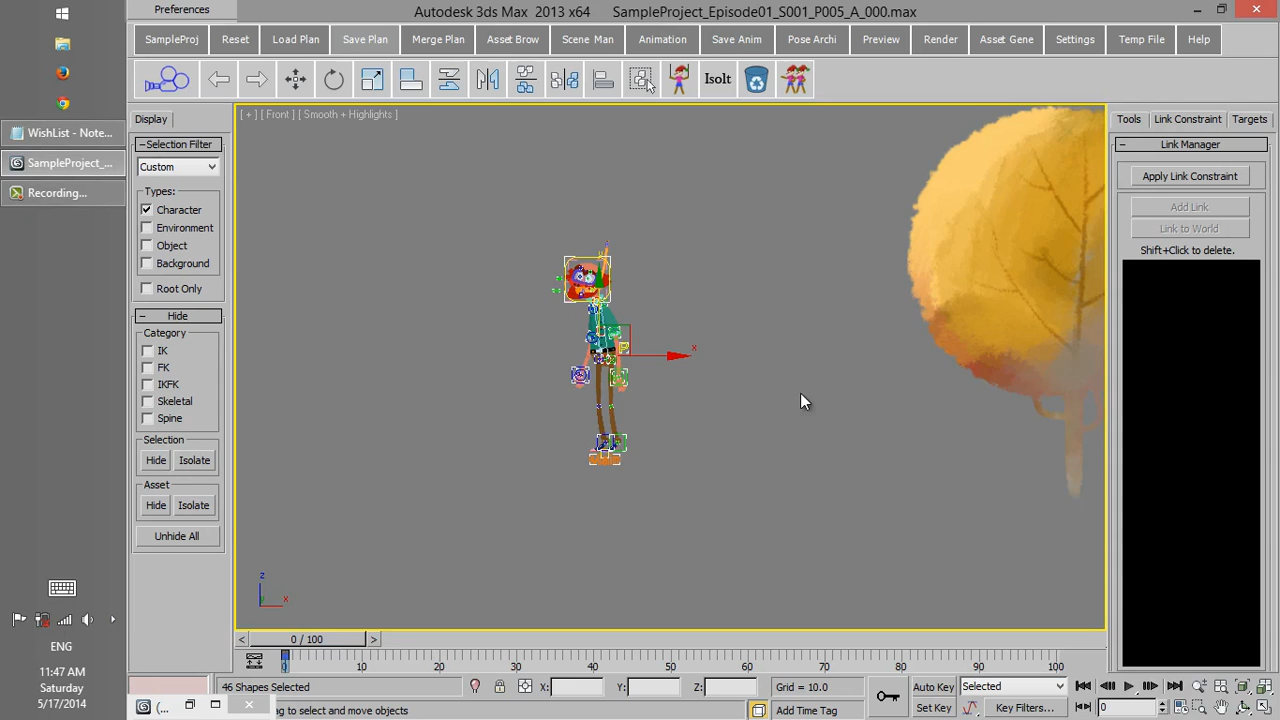 Preferences
Autodesk 3ds Max 2013 x64 SampleProject_Episode01_S001_P005_A_000.max
SampleProj Reset Load Plan Save Plan Merge Plan Asset Brow Scene Man Animation Save Anim Pose Archi Preview Render Asset Gene Settings Temp File Help
Isolt
[ + ] [ Front ] [ Smooth + Highlights ]
WishList - Note...
SampleProject_...
Recording...
Display
Selection Filter
Custom
Types:
Character
Environment
Object
Background
Root Only
Hide
Category
IK
FK
IKFK
Skeletal
Spine
Selection
Hide Isolate
Asset
Hide Isolate
Unhide All
P
x
z
y x
Tools Link Constraint Targets
Link Manager
Apply Link Constraint
Add Link
Link to World
Shift+Click to delete.
ENG
11:47 AM
Saturday
5/17/2014
< 0 / 100 >
0 10 20 30 40 50 60 70 80 90 100
46 Shapes Selected X: Y: Z: Grid = 10.0 Auto Key Selected
(... ag to select and move objects Add Time Tag Set Key Key Filters... 0